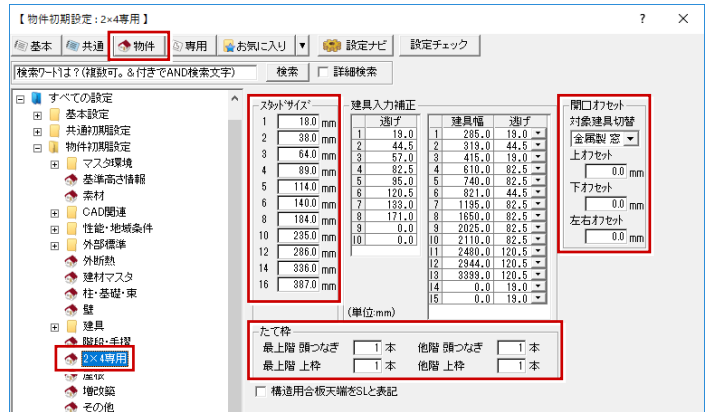 【 物件初期設定 : 2×4専用 】 ? ×
基本 共通 物件 専用 お気に入り ▼ 設定ナビ 設定チェック
検索ワードは？(複数可。&付きでAND検索文字) 検索 詳細検索
すべての設定
基本設定
共通初期設定
物件初期設定
マスタ環境
基準高さ情報
素材
CAD関連
性能・地域条件
外部標準
外断熱
建材マスタ
柱・基礎・束
壁
建具
階段・手摺
2×4専用
屋根
増改築
その他
スタッドサイズ
1 18.0 mm
2 38.0 mm
3 64.0 mm
4 89.0 mm
5 114.0 mm
6 140.0 mm
8 184.0 mm
10 235.0 mm
12 286.0 mm
14 336.0 mm
16 387.0 mm
建具入力補正
逃げ
1 19.0
2 44.5
3 57.0
4 82.5
5 95.0
6 120.5
7 133.0
8 171.0
9 0.0
10 0.0
(単位:mm)
建具幅 逃げ
1 285.0 19.0
2 319.0 44.5
3 415.0 19.0
4 610.0 82.5
5 740.0 82.5
6 821.0 44.5
7 1195.0 82.5
8 1650.0 82.5
9 2025.0 82.5
10 2110.0 82.5
11 2480.0 120.5
12 2944.0 120.5
13 3399.0 120.5
14 0.0 19.0
15 0.0 19.0
開口オフセット
対象建具切替
金属製 窓
上オフセット
0.0 mm
下オフセット
0.0 mm
左右オフセット
0.0 mm
たて枠
最上階 頭つなぎ 1 本 他階 頭つなぎ 1 本
最上階 上枠 1 本 他階 上枠 1 本
構造用合板天端をSLと表記